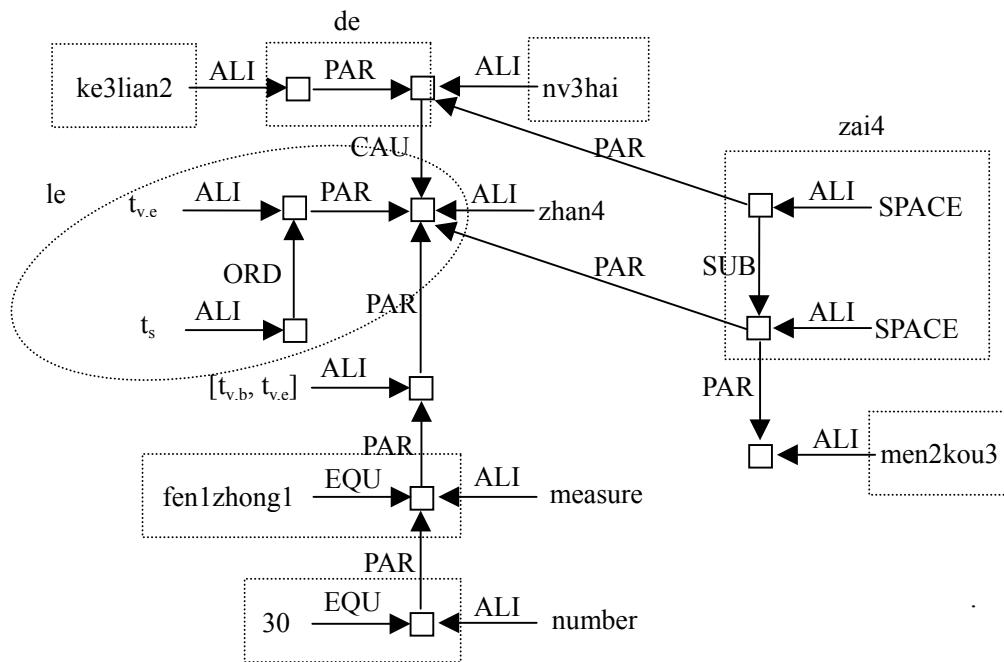 de
ke3lian2 ALI PAR ALI nv3hai
zai4
CAU PAR
le
t_v.e ALI PAR ALI zhan4 ALI SPACE
ORD PAR SUB
PAR
t_s ALI ALI SPACE
[t_v.b, t_v.e] ALI PAR
PAR ALI men2kou3
fen1zhong1 EQU ALI measure
PAR
30 EQU ALI number